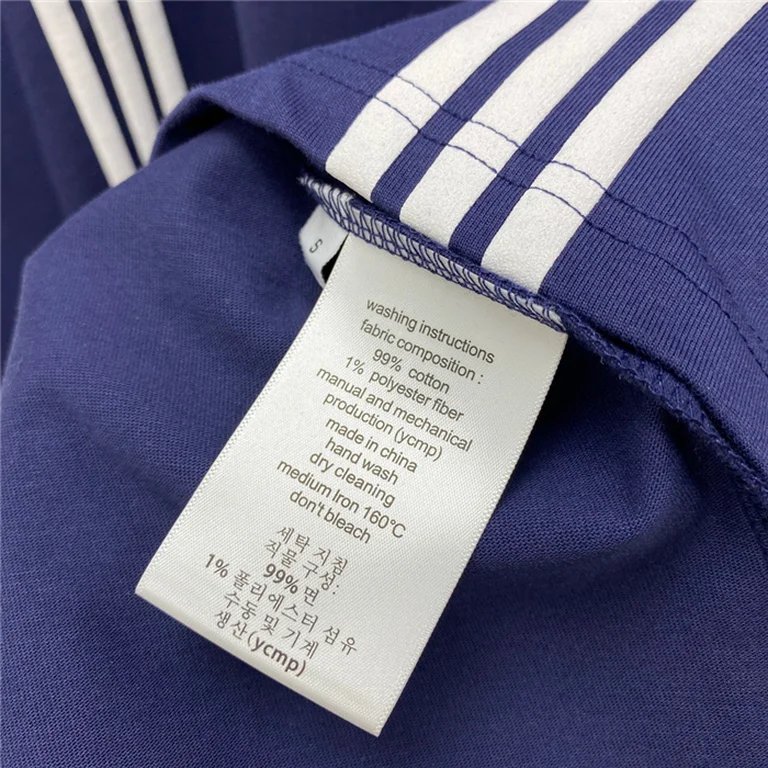 S
washing instructions
fabric composition :
99% cotton
1% polyester fiber
manual and mechanical
production (ycmp)
made in china
hand wash
dry cleaning
medium Iron 160°C
don't bleach
세탁 지침
직물 구성:
99% 면
1% 폴리에스터 섬유
수동 및 기계
생산(ycmp)